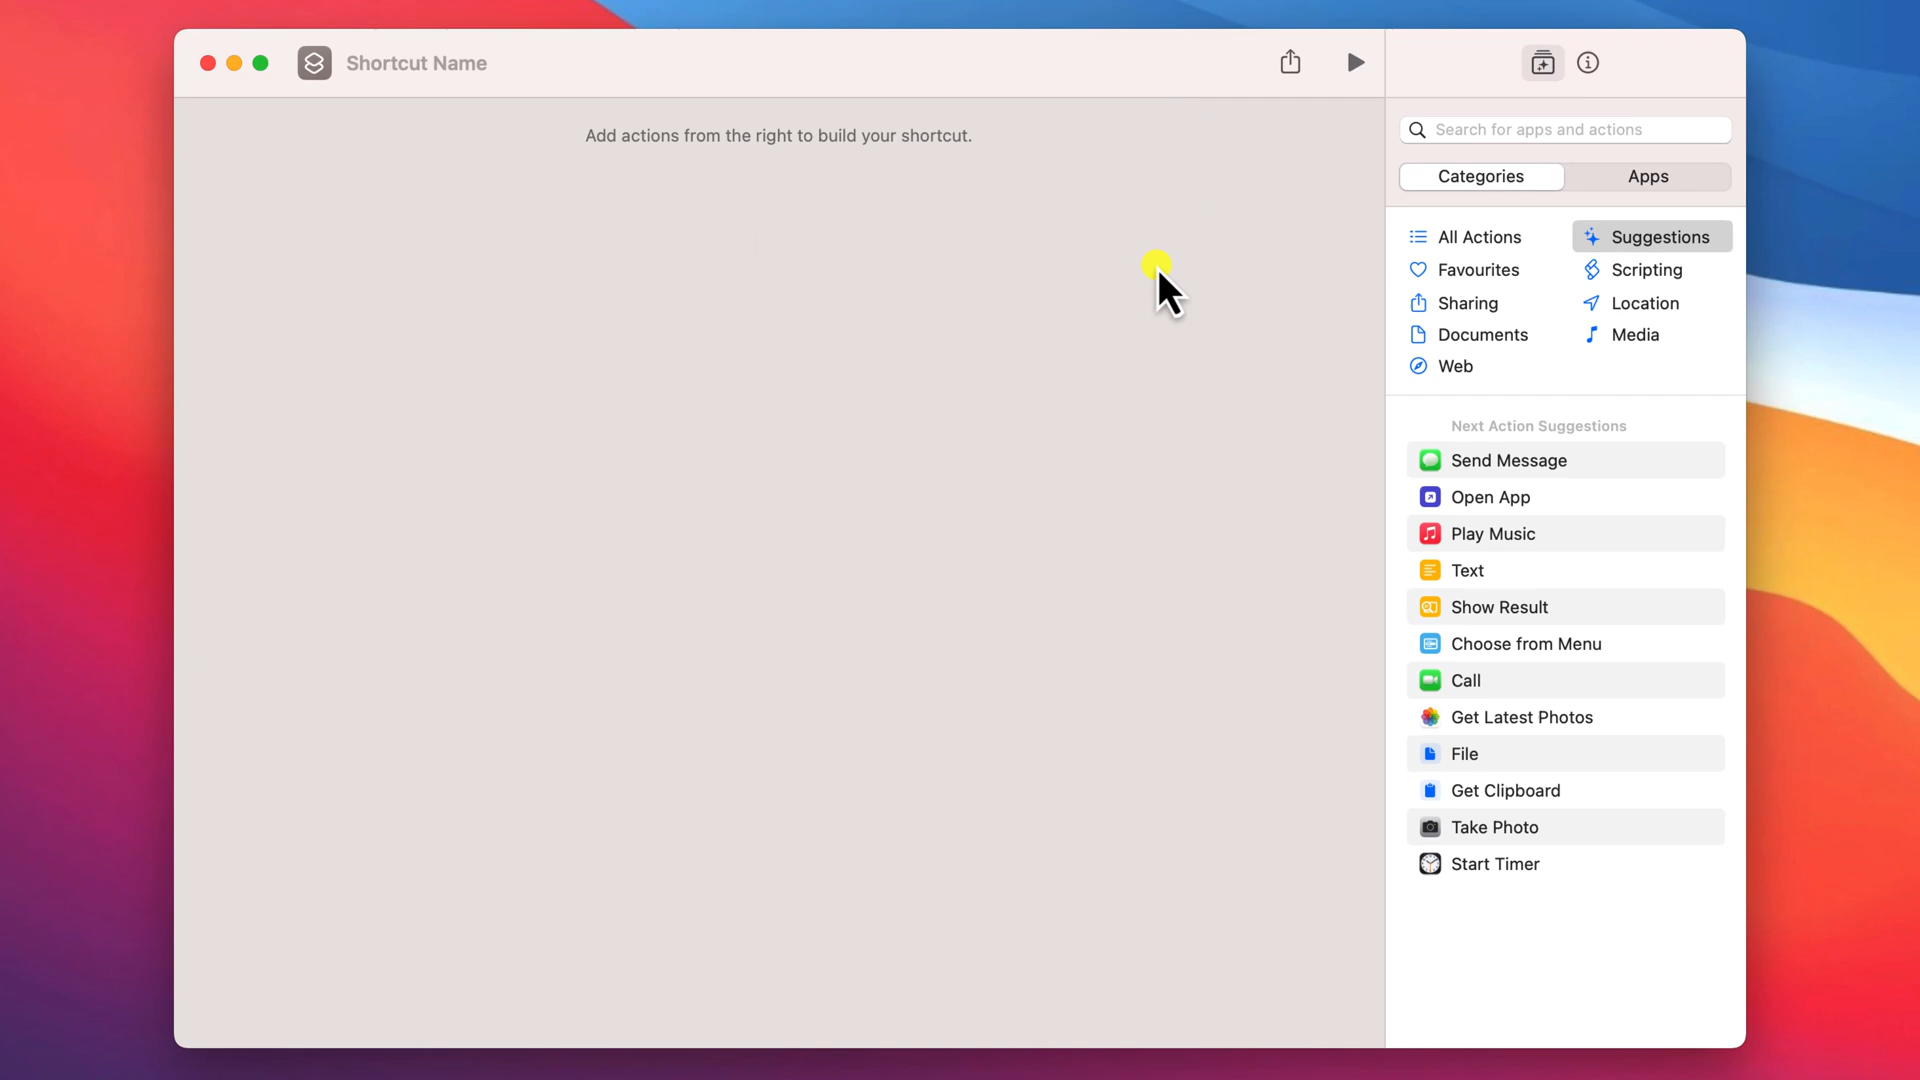 Shortcut Name
Add actions from the right to build your shortcut.
Search for apps and actions
Categories
Apps
All Actions
Suggestions
Favourites
Scripting
Sharing
Location
Documents
Media
Web
Next Action Suggestions
Send Message
Open App
Play Music
Text
Show Result
Choose from Menu
Call
Get Latest Photos
File
Get Clipboard
Take Photo
Start Timer